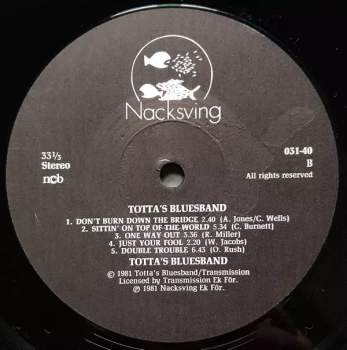 Nacksving
33⅓
Stereo
ncb
031-40
B
All rights reserved
TOTTA'S BLUESBAND
1. DON'T BURN DOWN THE BRIDGE 2.40 (A. Jones/C. Wells)
2. SITTIN' ON TOP OF THE WORLD 5.34 (C. Burnett)
3. ONE WAY OUT 3.56 (R. Miller)
4. JUST YOUR FOOL 2.20 (W. Jacobs)
5. DOUBLE TROUBLE 6.43 (O. Rush)
TOTTA'S BLUESBAND
© 1981 Totta's Bluesband/Transmission
Licensed by Transmission Ek För.
℗ 1981 Nacksving Ek För.